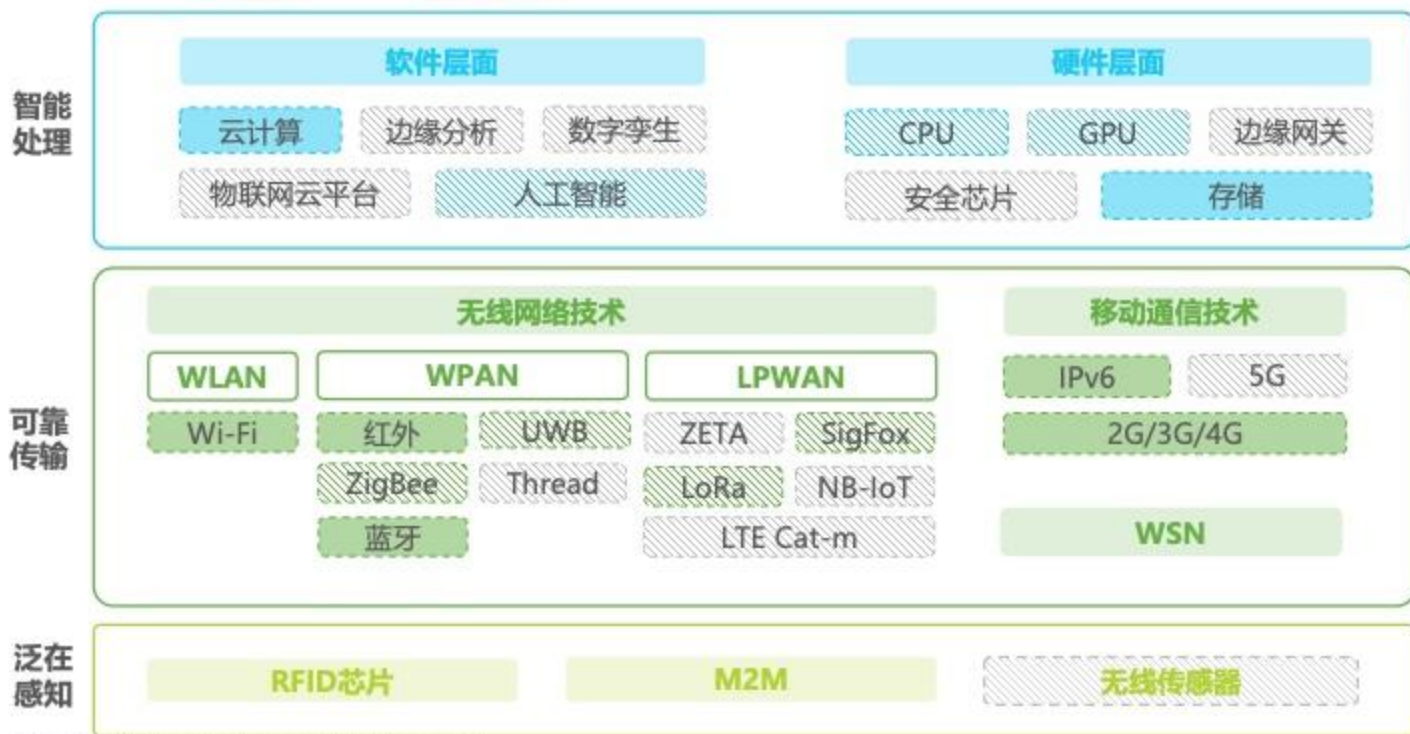 智能
处理
软件层面
硬件层面
云计算
边缘分析
数字孪生
CPU
GPU
边缘网关
物联网云平台
人工智能
安全芯片
存储
可靠
传输
无线网络技术
移动通信技术
WLAN
WPAN
LPWAN
IPv6
5G
Wi-Fi
红外
UWB
ZETA
SigFox
2G/3G/4G
ZigBee
Thread
LoRa
NB-IoT
蓝牙
LTE Cat-m
WSN
泛在
感知
RFID芯片
M2M
无线传感器